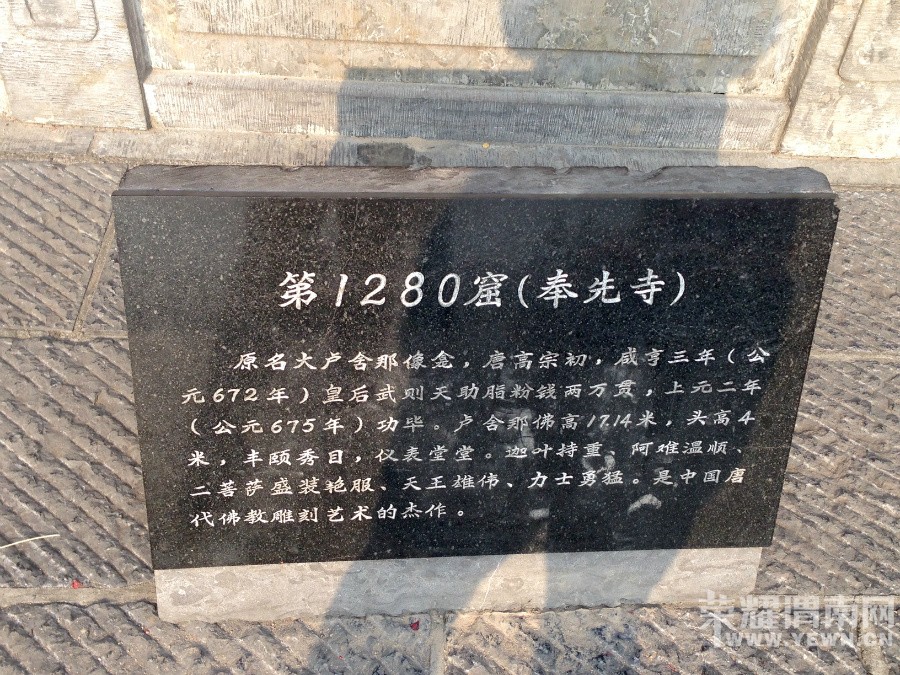 第1280窟(奉先寺)
原名大卢舍那像龛，唐高宗初，咸亨三年(公
元672年)皇后武则天助脂粉钱两万贯，上元二年
(公元675年)功毕。卢舍那佛高17.14米，头高4
米，丰颐秀目，仪表堂堂。迦叶持重、阿难温顺、
二菩萨盛装艳服、天王雄伟、力士勇猛。是中国唐
代佛教雕刻艺术的杰作。
荣耀渭南网
WWW.YSWN.CN